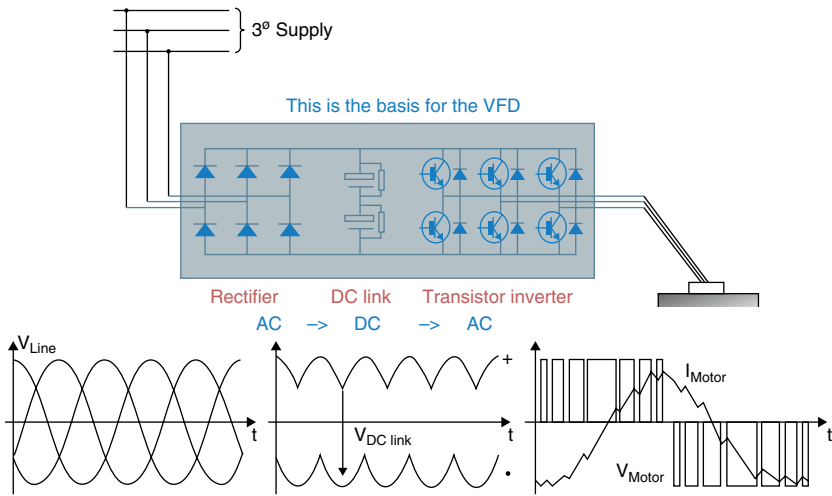 3ø Supply
This is the basis for the VFD
Rectifier DC link Transistor inverter
AC –> DC –> AC
VLine
t
+
VDC link
t
•
IMotor
VMotor
t